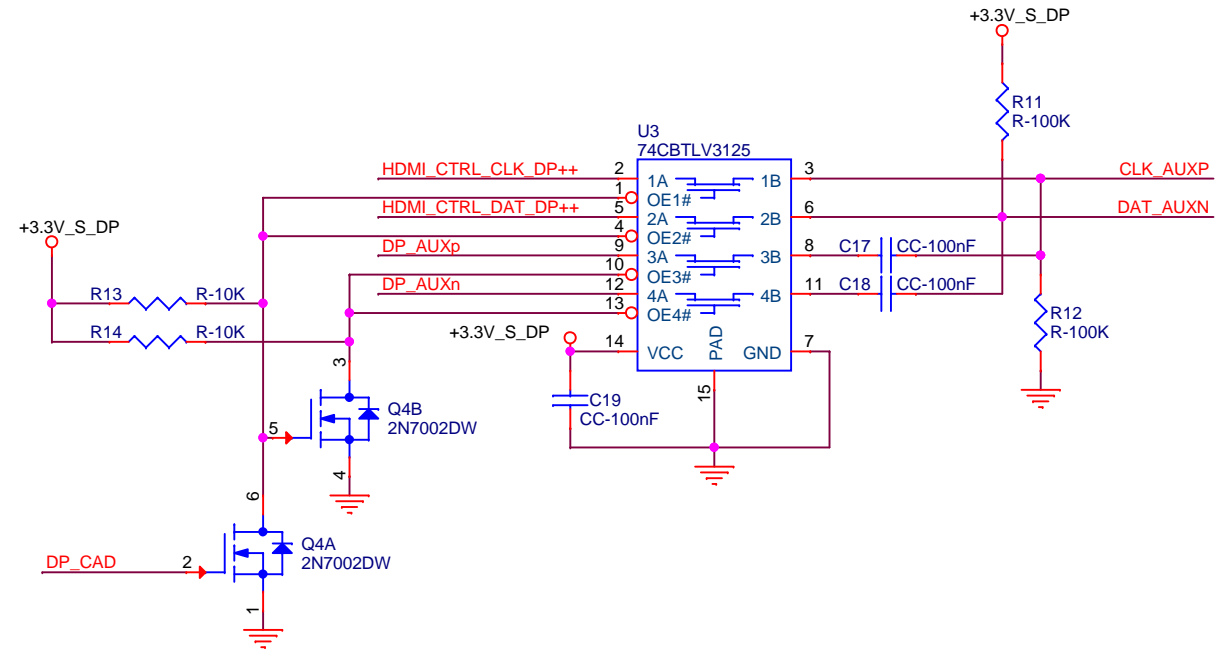 +3.3V_S_DP
R11
R-100K
U3
74CBTLV3125
HDMI_CTRL_CLK_DP++ 2 1A 1B 3 CLK_AUXP
1 OE1#
HDMI_CTRL_DAT_DP++ 5 2A 2B 6 DAT_AUXN
4 OE2#
+3.3V_S_DP
DP_AUXp 9 3A 3B 8 C17 CC-100nF
10 OE3#
DP_AUXn 12 4A 4B 11 C18 CC-100nF
13 OE4#
R13 R-10K
R14 R-10K
R12
R-100K
+3.3V_S_DP
14 VCC PAD GND 7
15
C19
CC-100nF
3
Q4B
2N7002DW
5
4
6
Q4A
2N7002DW
DP_CAD 2
1